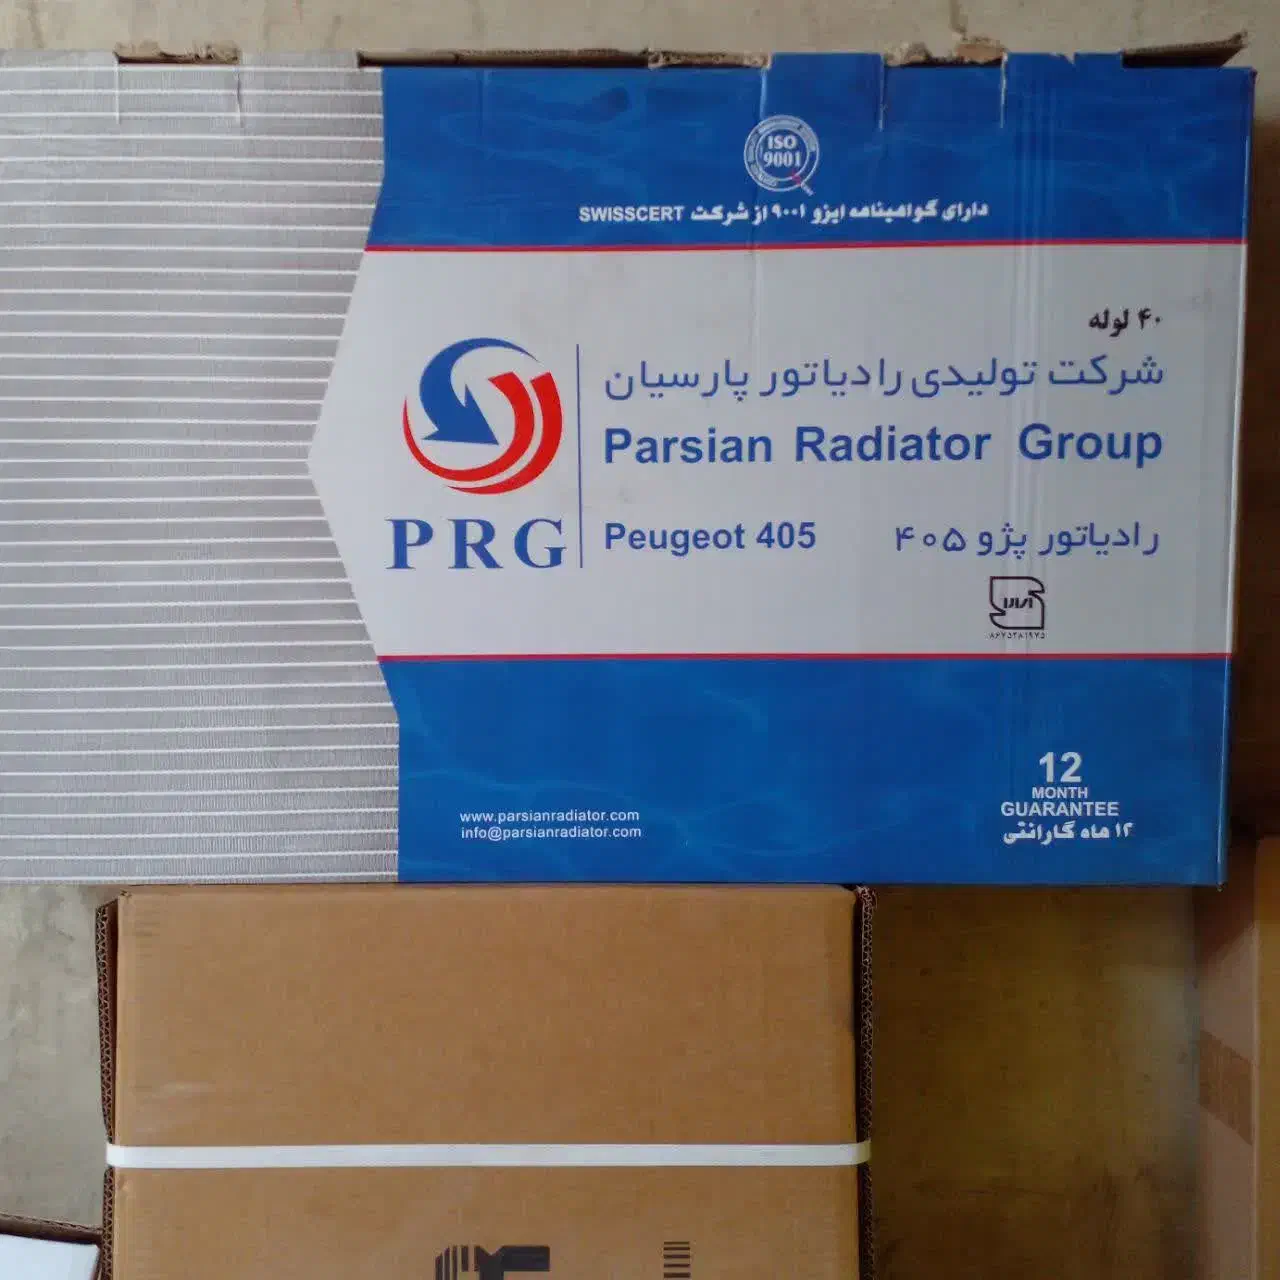 ISO
9001
دارای گواهینامه ایزو ۹۰۰۱ از شرکت SWISSCERT
۴۰ لوله
شرکت تولیدی رادیاتور پارسیان
Parsian Radiator Group
PRG
Peugeot 405 رادیاتور پژو ۴۰۵
۸۶۷۵۲۸۱۹۷۵
12
MONTH
GUARANTEE
۱۲ ماه گارانتی
www.parsianradiator.com
info@parsianradiator.com